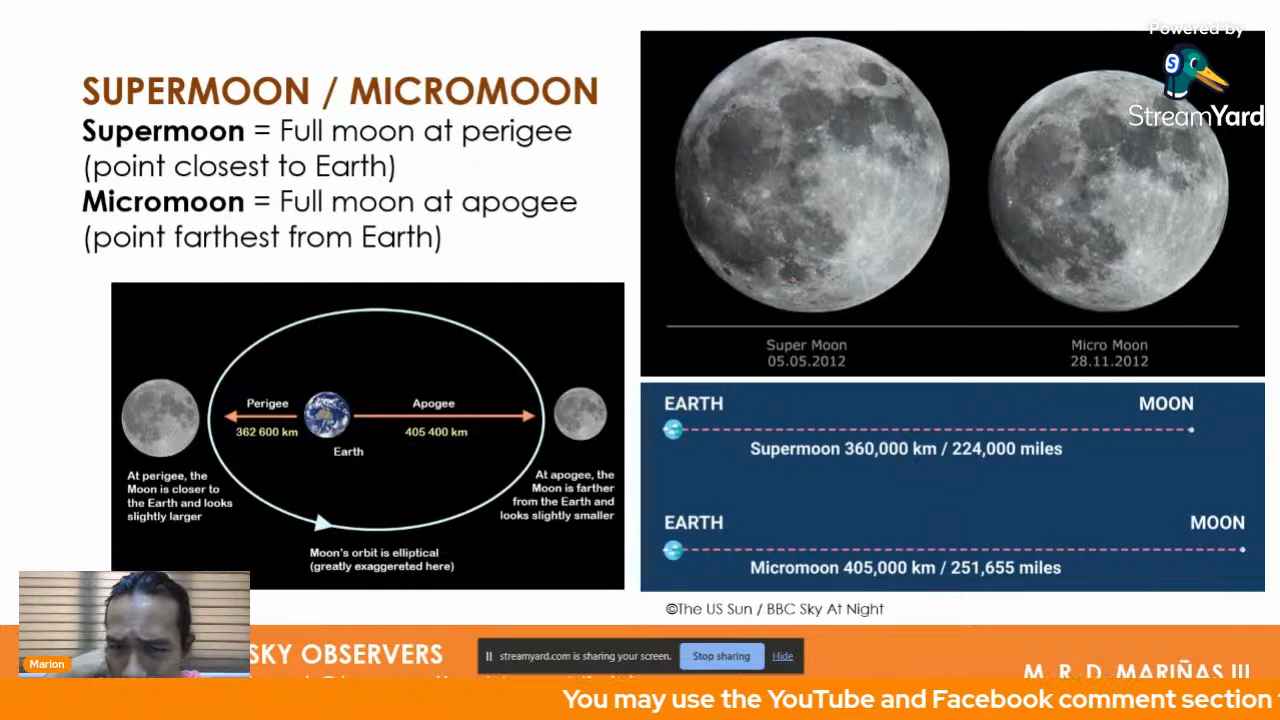 Powered by
StreamYard
SUPERMOON / MICROMOON
Supermoon = Full moon at perigee
(point closest to Earth)
Micromoon = Full moon at apogee
(point farthest from Earth)
Super Moon
05.05.2012
Micro Moon
28.11.2012
Perigee
362 600 km
Apogee
405 400 km
Earth
At perigee, the
Moon is closer to
the Earth and looks
slightly larger
At apogee, the
Moon is farther
from the Earth and
looks slightly smaller
Moon's orbit is elliptical
(greatly exaggereted here)
EARTH
MOON
Supermoon 360,000 km / 224,000 miles
EARTH
MOON
Micromoon 405,000 km / 251,655 miles
©The US Sun / BBC Sky At Night
Marion
SKY OBSERVERS
streamyard.com is sharing your screen.
Stop sharing
Hide
M. R. D. MARIÑAS III
You may use the YouTube and Facebook comment section